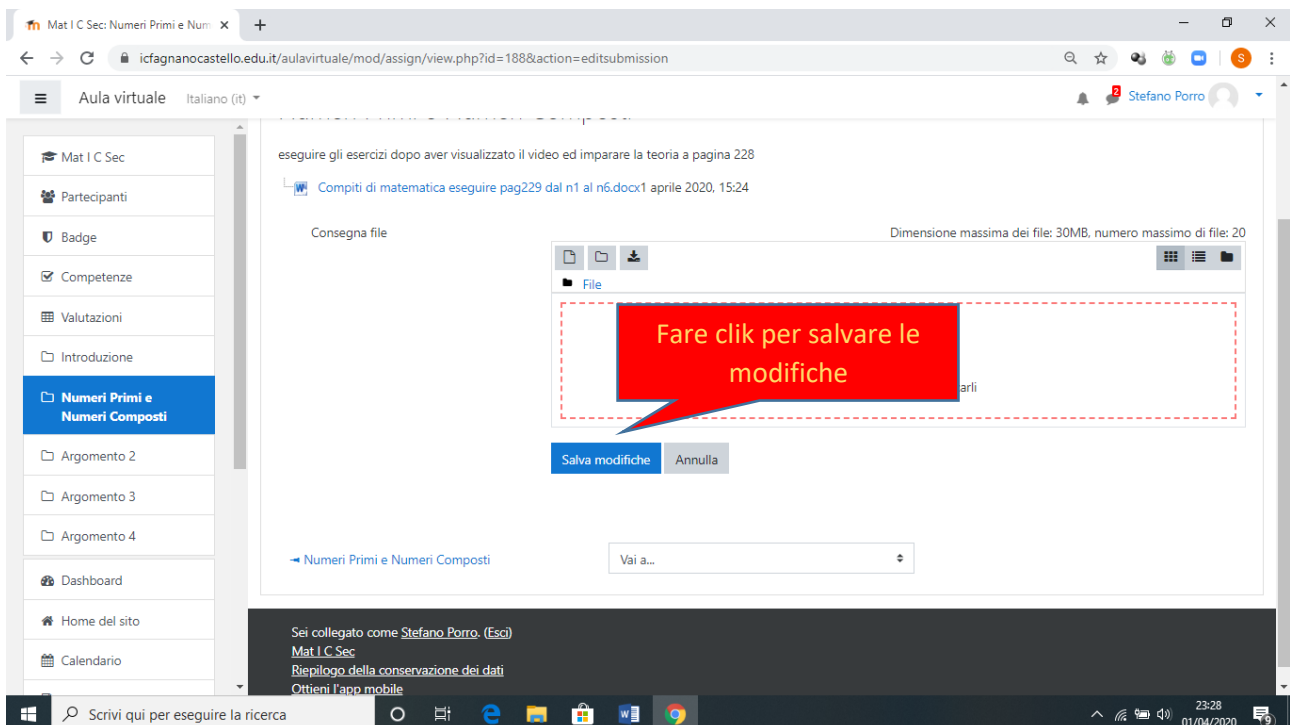 Mat I C Sec: Numeri Primi e Num
icfagnanocastello.edu.it/aulavirtuale/mod/assign/view.php?id=188&action=editsubmission
S
Aula virtuale Italiano (it)
2
Stefano Porro
Mat I C Sec
Partecipanti
Badge
Competenze
Valutazioni
Introduzione
Numeri Primi e
Numeri Composti
Argomento 2
Argomento 3
Argomento 4
Dashboard
Home del sito
Calendario
eseguire gli esercizi dopo aver visualizzato il video ed imparare la teoria a pagina 228
Compiti di matematica eseguire pag229 dal n1 al n6.docx1 aprile 2020, 15:24
Consegna file
Dimensione massima dei file: 30MB, numero massimo di file: 20
File
Fare clik per salvare le
modifiche
arli
Salva modifiche Annulla
Numeri Primi e Numeri Composti
Vai a...
Sei collegato come Stefano Porro. (Esci)
Mat I C Sec
Riepilogo della conservazione dei dati
Ottieni l'app mobile
Scrivi qui per eseguire la ricerca
23:28
01/04/2020